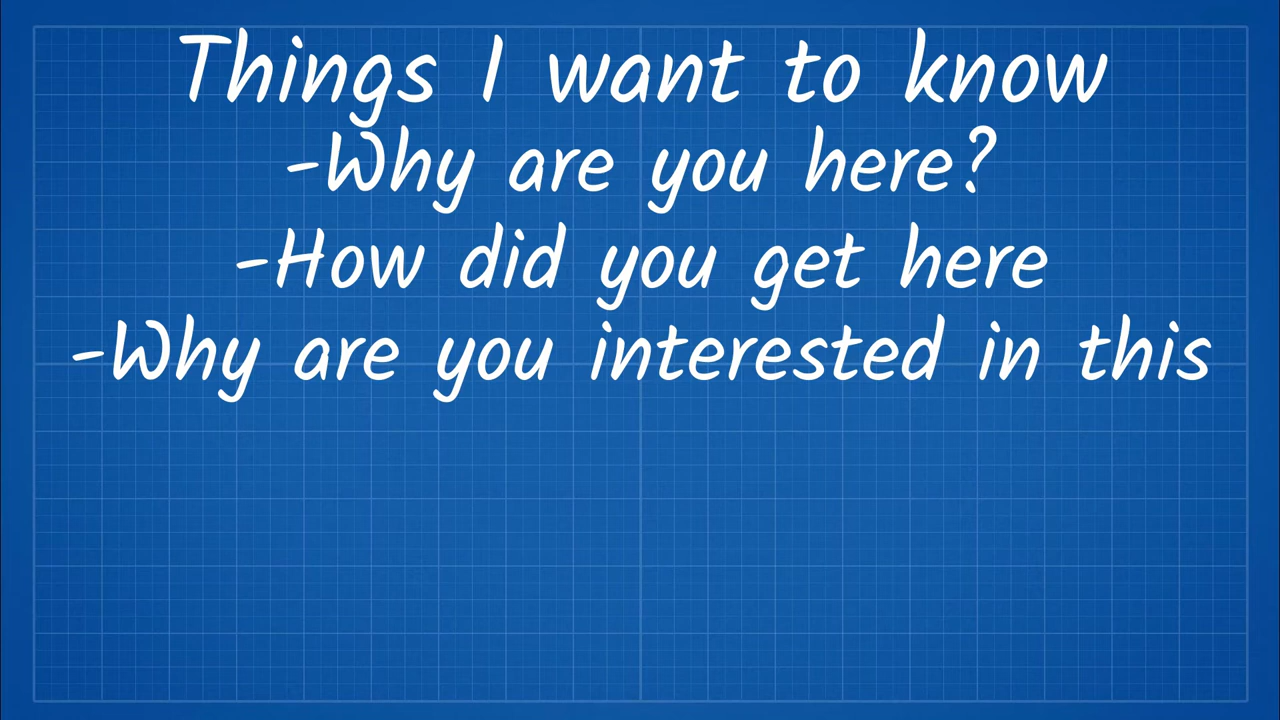 Things I want to know
-Why are you here?
-How did you get here
-Why are you interested in this